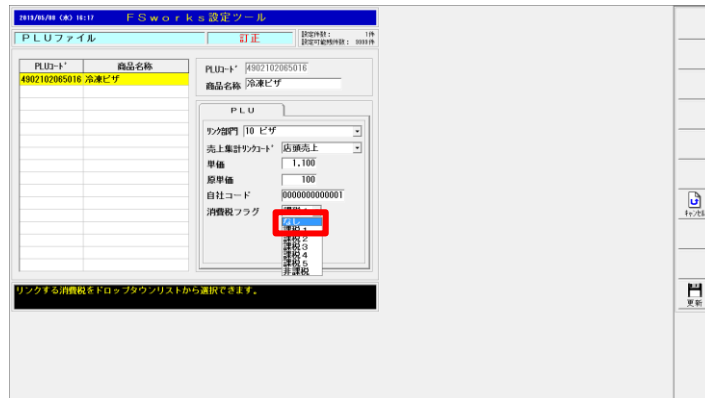 2019/05/08 (水) 16:17 FSworks設定ツール
PLUファイル 訂正 設定件数: 1件
設定可能残件数: 9999件
PLUコード 商品名称
4902102065016 冷凍ピザ
PLUコード 4902102065016
商品名称 冷凍ピザ
PLU
リンク部門 10 ピザ
売上集計リンクコード 店頭売上
単価 1,100
原単価 100
自社コード 0000000000001
消費税フラグ
なし
課税1
課税2
課税3
課税4
課税5
非課税
リンクする消費税をドロップダウンリストから選択できます。
キャンセル
更新